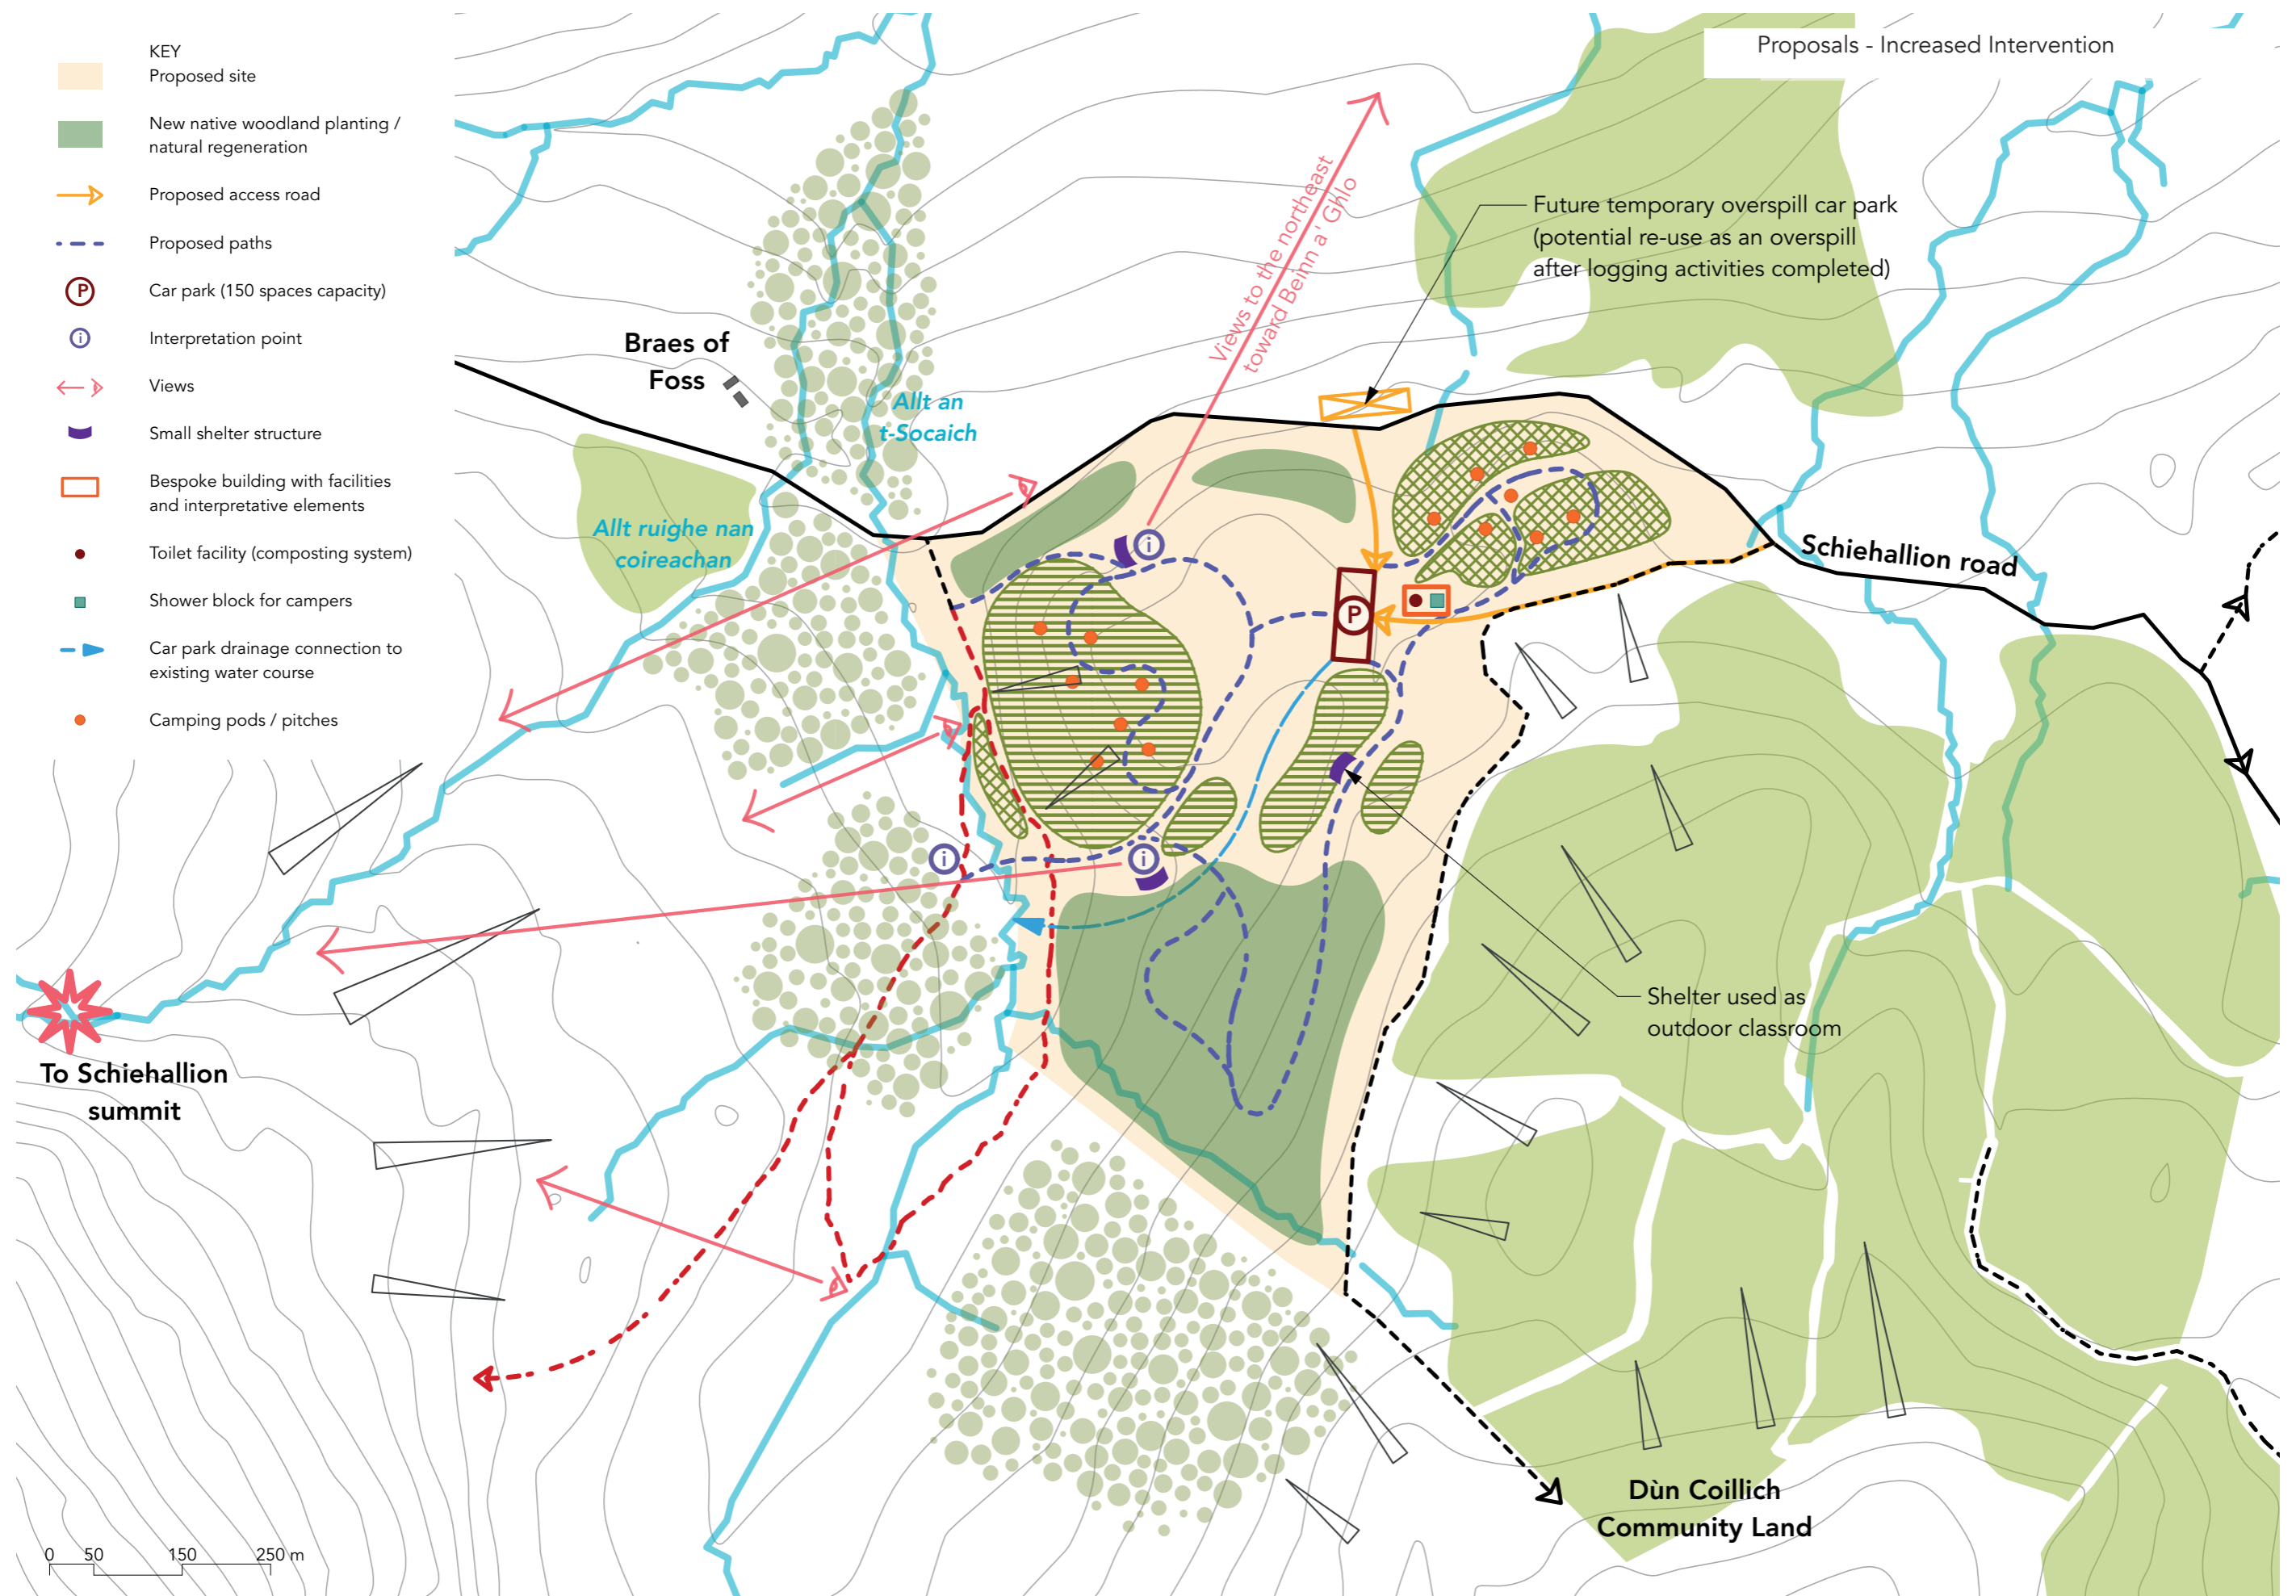 KEY
Proposed site
New native woodland planting /
natural regeneration
Proposed access road
Proposed paths
P
Car park (150 spaces capacity)
i
Interpretation point
Views
Small shelter structure
Bespoke building with facilities
and interpretative elements
Toilet facility (composting system)
Shower block for campers
Car park drainage connection to
existing water course
Camping pods / pitches
Proposals - Increased Intervention
Future temporary overspill car park
(potential re-use as an overspill
after logging activities completed)
Views to the northeast
toward Beinn a' Ghlo
Braes of
Foss
Allt an
t-Socaich
Allt ruighe nan
coireachan
Schiehallion road
i
P
i
i
Shelter used as
outdoor classroom
To Schiehallion
summit
Dùn Coillich
Community Land
0 50 150 250 m